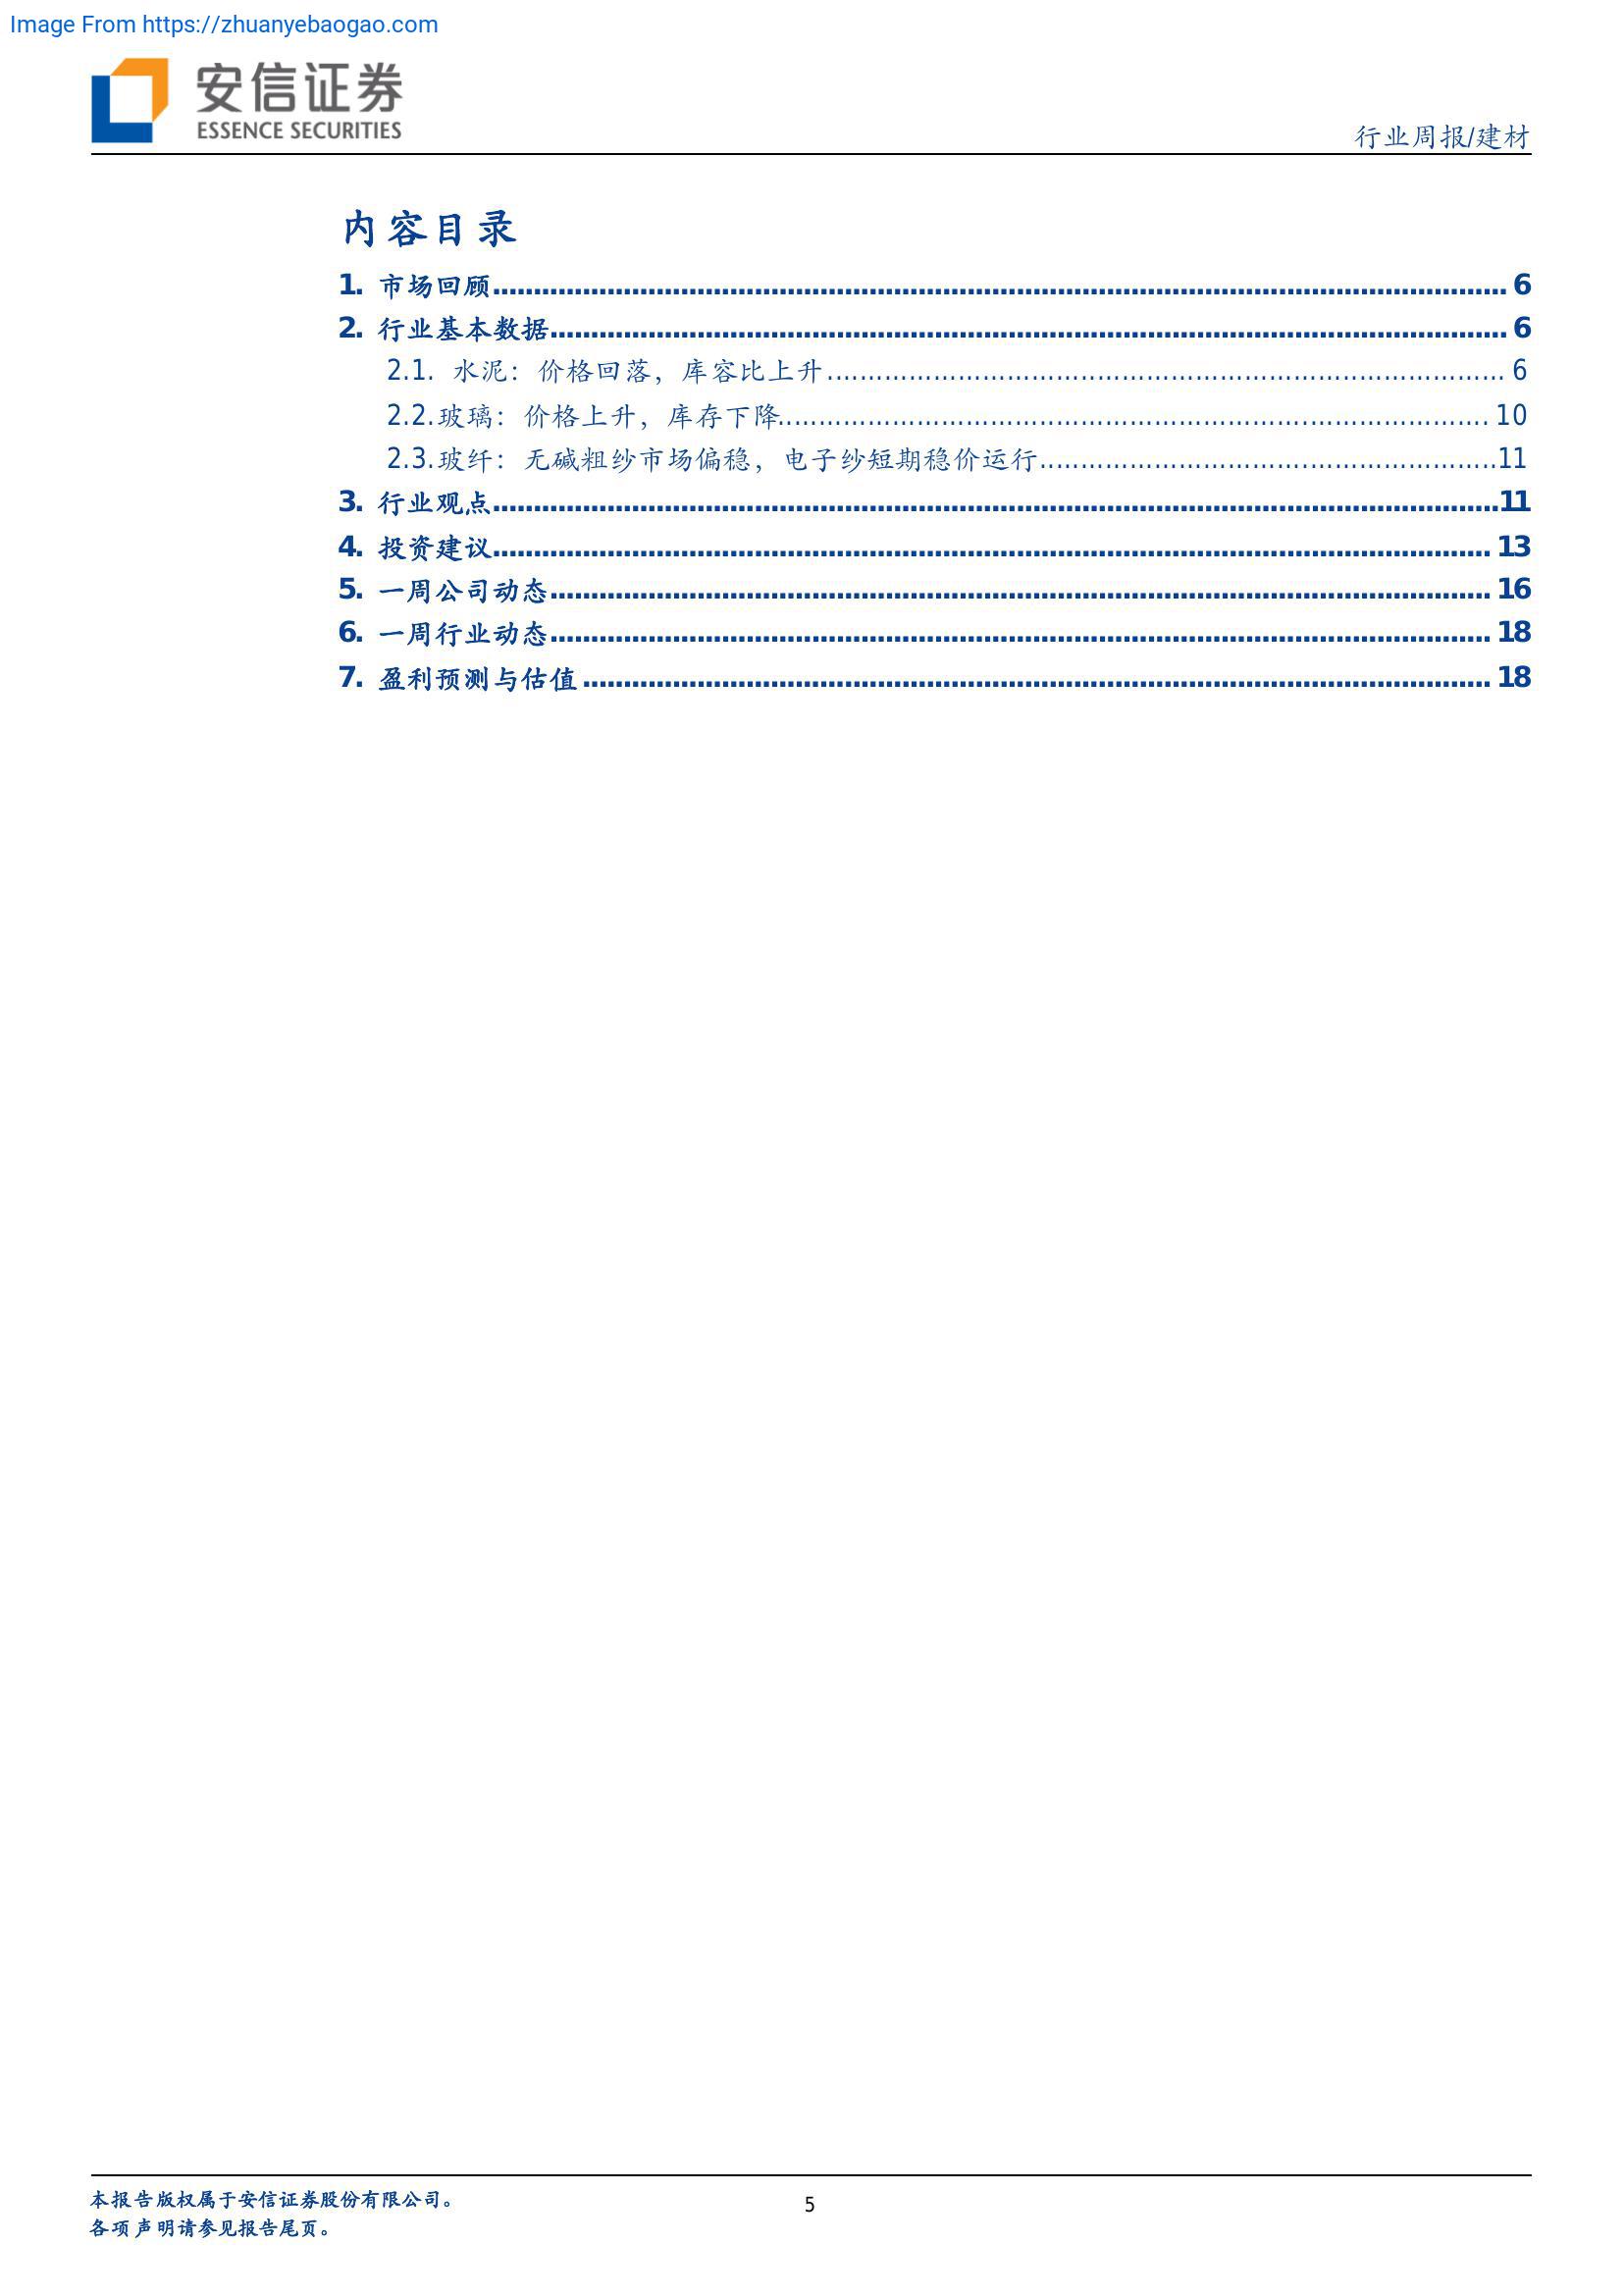 Image From https://zhuanyebaogao.com
安信证券
ESSENCE SECURITIES
行业周报/建材
内容目录
1. 市场回顾 6
2. 行业基本数据 6
2.1. 水泥：价格回落，库容比上升 6
2.2.玻璃：价格上升，库存下降 10
2.3.玻纤：无碱粗纱市场偏稳，电子纱短期稳价运行 11
3. 行业观点 11
4. 投资建议 13
5. 一周公司动态 16
6. 一周行业动态 18
7. 盈利预测与估值 18
本报告版权属于安信证券股份有限公司。
5
各项声明请参见报告尾页。